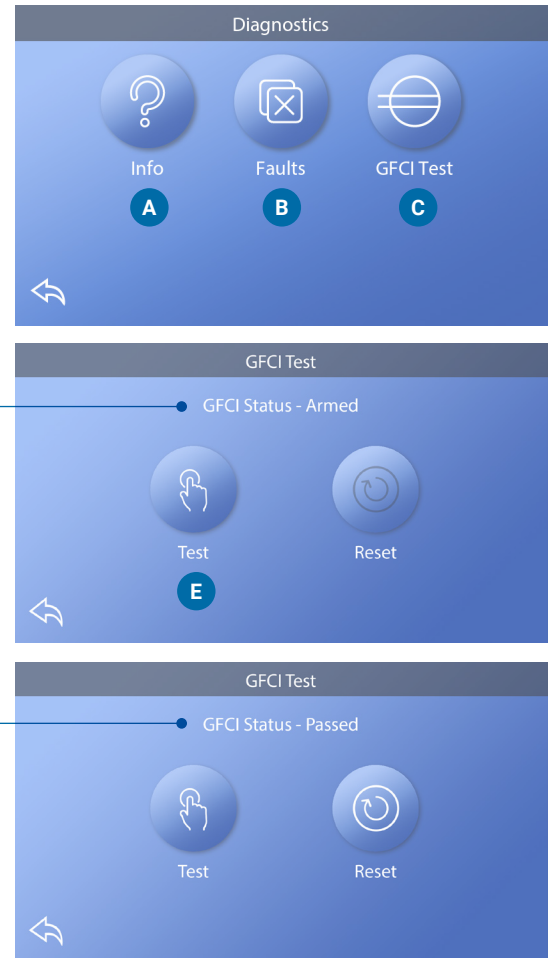 Diagnostics
Info Faults GFCI Test
A B C
GFCI Test
GFCI Status - Armed
Test Reset
E
GFCI Test
GFCI Status - Passed
Test Reset